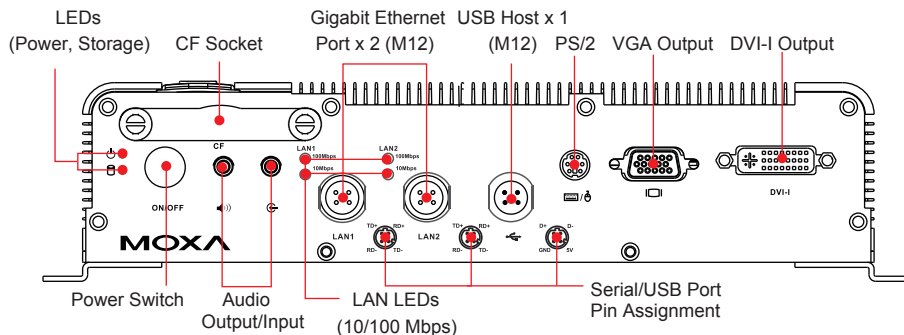 LEDs
(Power, Storage)
CF Socket
Gigabit Ethernet
Port x 2 (M12)
USB Host x 1
(M12)
PS/2
VGA Output
DVI-I Output
CF
LAN1
LAN2
100Mbps
100Mbps
10Mbps
10Mbps
ON/OFF
DVI-I
LAN1
LAN2
TD+ RD+
RD- TD-
TD+ RD+
RD- TD-
D+ D-
GND 5V
MOXA
Power Switch
Audio
Output/Input
LAN LEDs
(10/100 Mbps)
Serial/USB Port
Pin Assignment